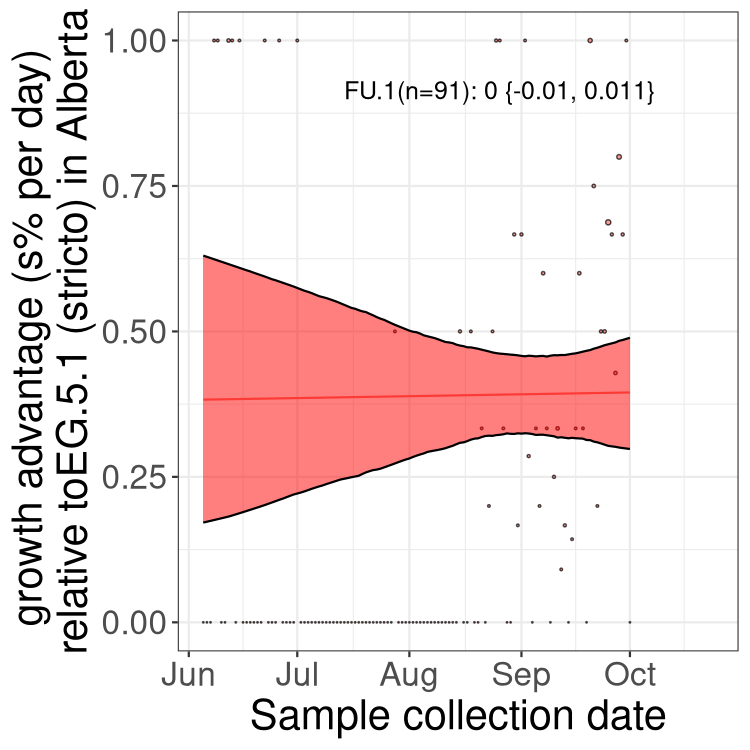 growth advantage (s% per day)
relative toEG.5.1 (stricto) in Alberta
1.00
0.75
0.50
0.25
0.00
FU.1(n=91): 0 {-0.01, 0.011}
Jun Jul Aug Sep Oct
Sample collection date